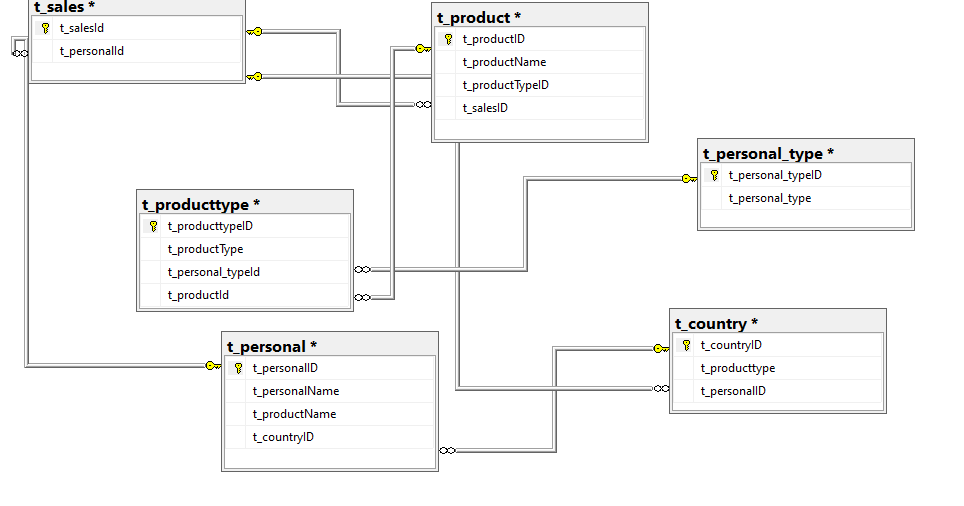 t_sales *
t_salesId
t_personalId
t_product *
t_productID
t_productName
t_productTypeID
t_salesID
t_personal_type *
t_personal_typeID
t_personal_type
t_producttype *
t_producttypeID
t_productType
t_personal_typeId
t_productId
t_country *
t_countryID
t_producttype
t_personalID
t_personal *
t_personalID
t_personalName
t_productName
t_countryID